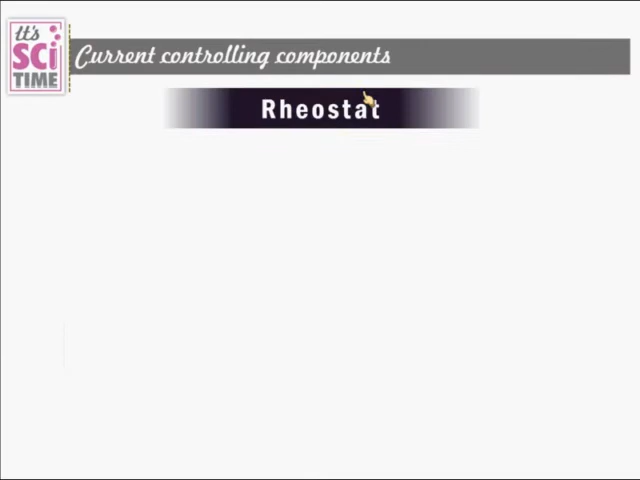 It's
SCi
TIME
Current controlling components
Rheostat